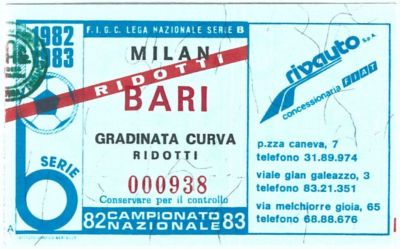 1982
1983
F.I.G.C. LEGA NAZIONALE SERIE B
MILAN
RIDOTTI
BARI
GRADINATA CURVA
RIDOTTI
000938
Conservare per il controllo
SERIE
b
82 CAMPIONATO 83
NAZIONALE
A
rivauto s.p.A.
concessionaria FIAT
p.zza caneva, 7
telefono 31.89.974
viale gian galeazzo, 3
telefono 83.21.351
via melchiorre gioia, 65
telefono 68.88.676